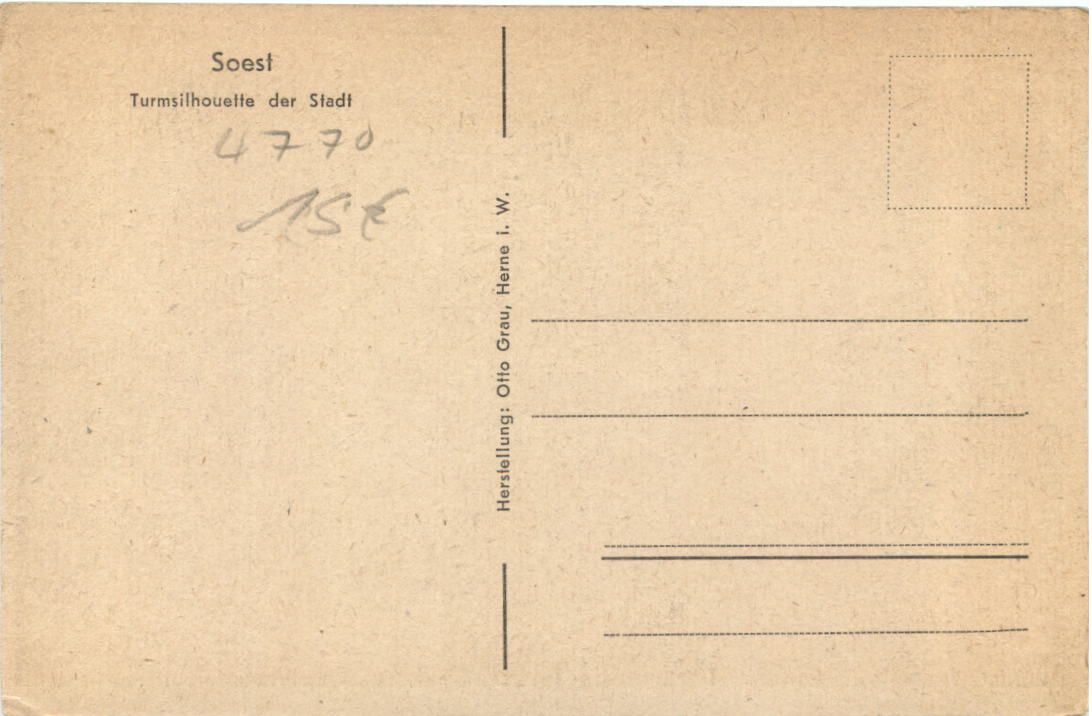 Soest
Turmsilhouette der Stadt
4770
15 €
Herstellung: Otto Grau, Herne i. W.